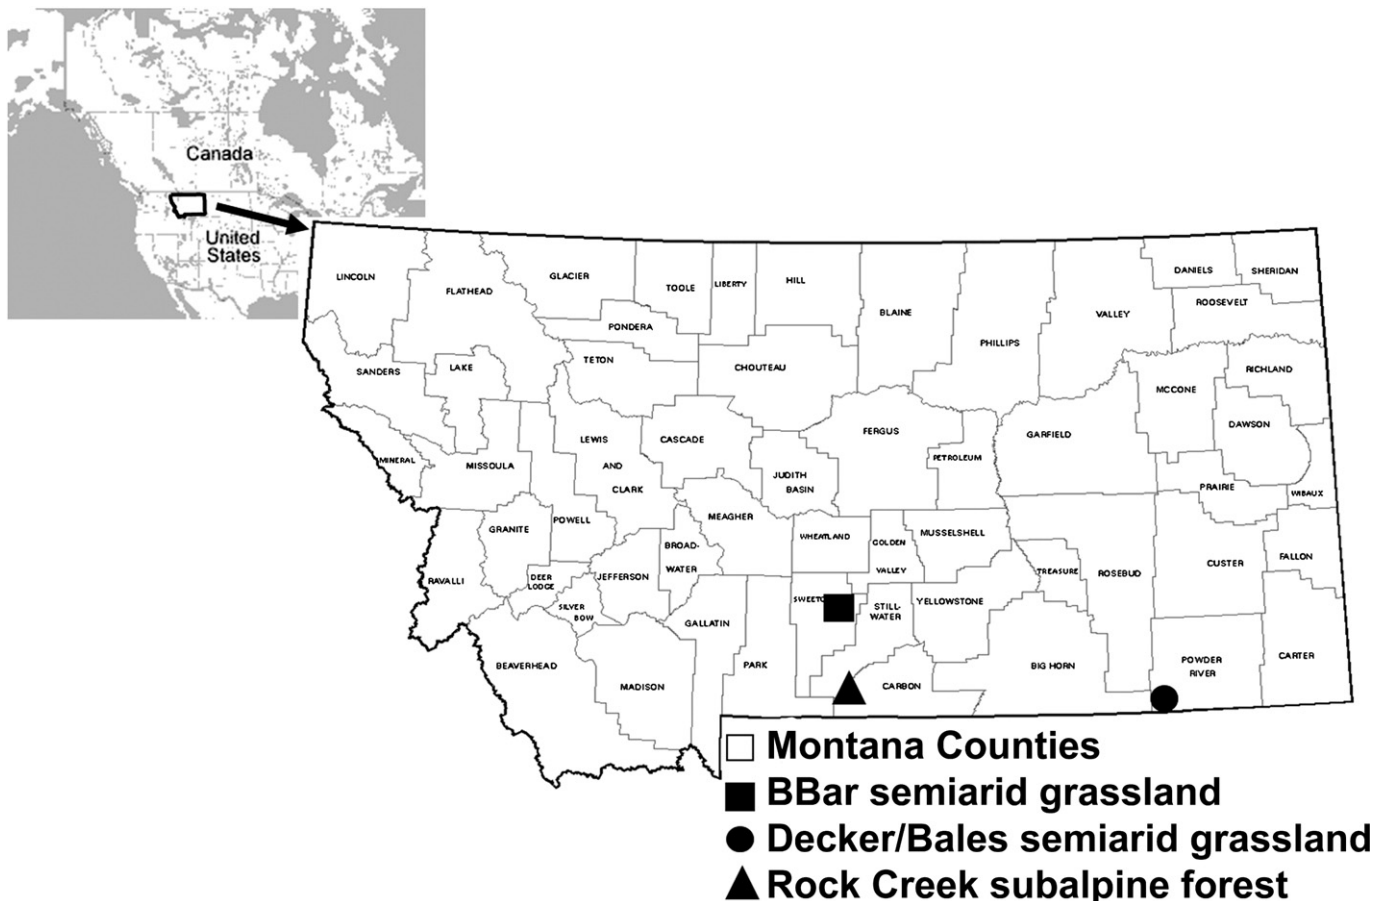 Canada
United
States
LINCOLN
FLATHEAD
GLACIER
TOOLE
LIBERTY
HILL
BLAINE
PHILLIPS
VALLEY
DANIELS
SHERIDAN
ROOSEVELT
PONDERA
TETON
CHOUTEAU
SANDERS
LAKE
RICHLAND
MCCONE
DAWSON
GARFIELD
FERGUS
PETROLEUM
LEWIS
AND
CLARK
CASCADE
JUDITH
BASIN
MINERAL
MISSOULA
PRAIRIE
WIBAUX
MEAGHER
POWELL
GRANITE
BROAD-
WATER
WHEATLAND
GOLDEN
VALLEY
MUSSELSHELL
TREASURE
ROSEBUD
CUSTER
FALLON
RAVALLI
DEER
LODGE
JEFFERSON
SILVER
BOW
GALLATIN
SWEETG
STILL-
WATER
YELLOWSTONE
BEAVERHEAD
MADISON
PARK
CARBON
BIG HORN
POWDER
RIVER
CARTER
Montana Counties
BBar semiarid grassland
Decker/Bales semiarid grassland
Rock Creek subalpine forest